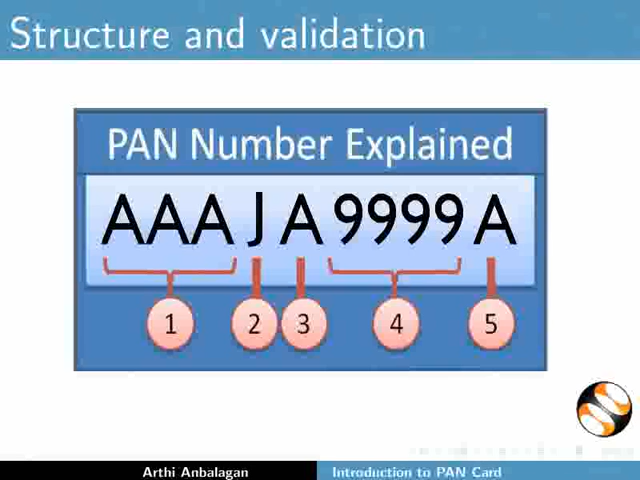 Structure and validation
PAN Number Explained
AAA J A 9999 A
1 2 3 4 5
Arthi Anbalagan Introduction to PAN Card